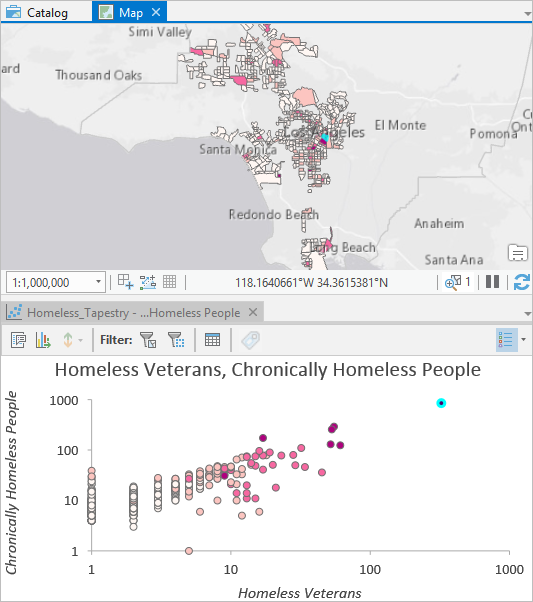 Catalog Map
Simi Valley
ard Thousand Oaks
Los Angeles El Monte
Pomona
Ont
Santa Monica
Redondo Beach
Anaheim
Long Beach
Santa Ana
1:1,000,000 118.1640661°W 34.3615381°N 1
Homeless_Tapestry - ...Homeless People
Filter:
Homeless Veterans, Chronically Homeless People
Chronically Homeless People
1000
100
10
1
1 10 100 1000
Homeless Veterans